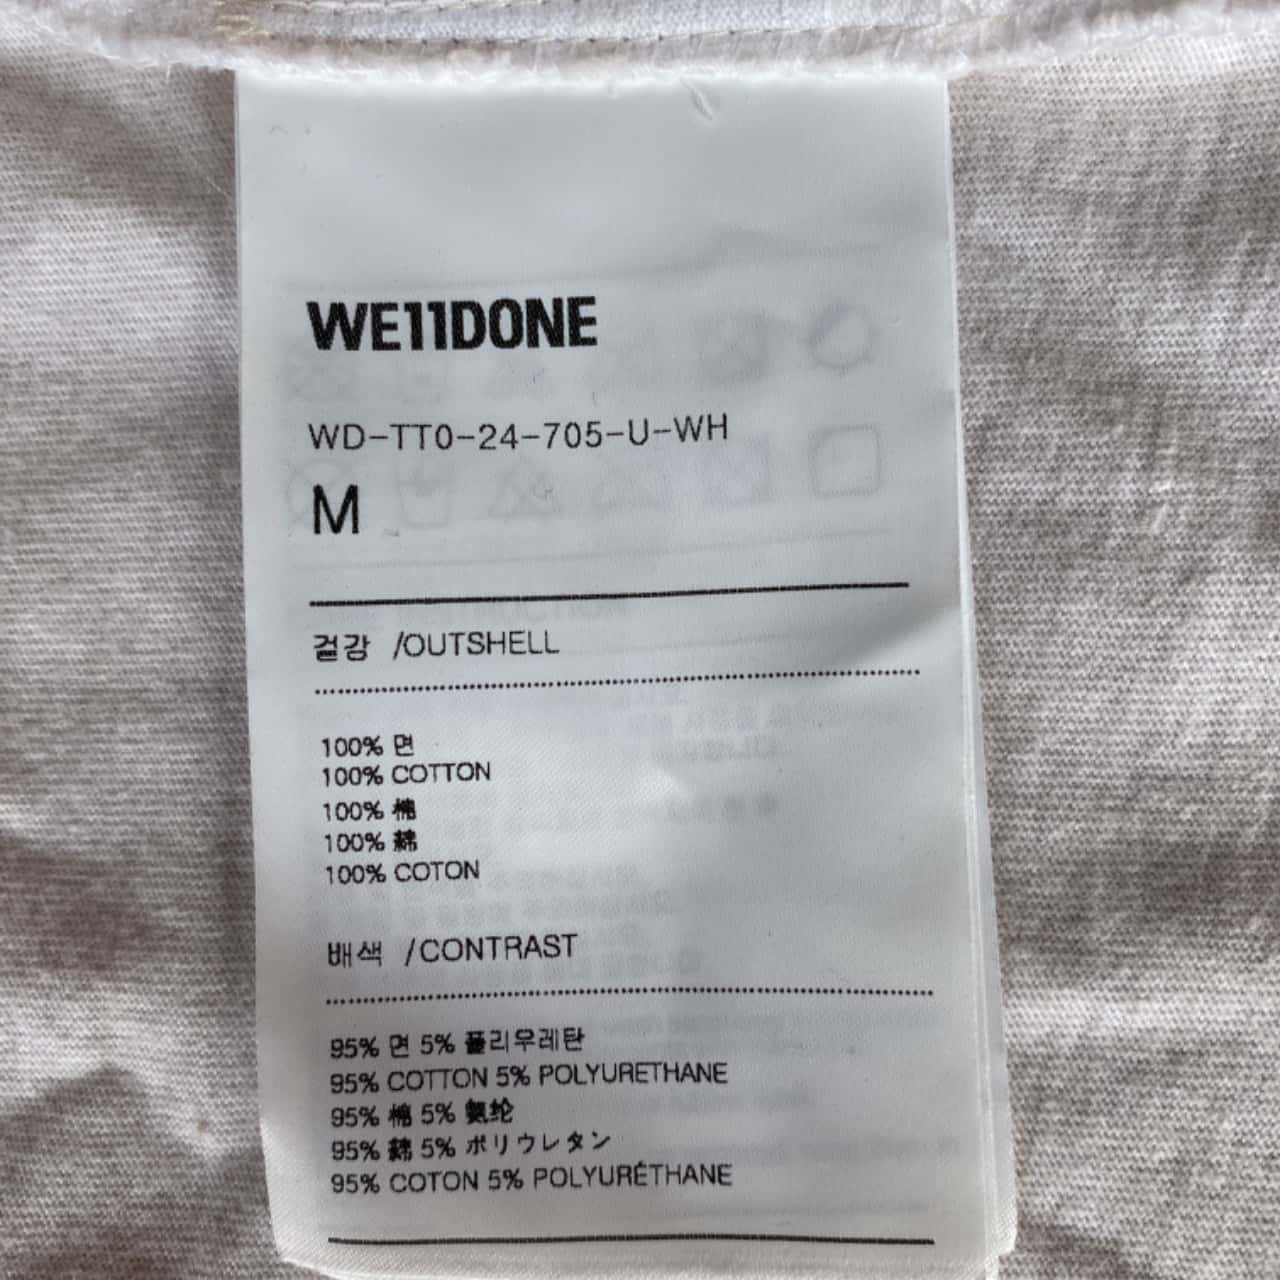 WE11DONE
WD-TT0-24-705-U-WH
M
겉감 /OUTSHELL
100% 면
100% COTTON
100% 棉
100% 綿
100% COTON
배색 /CONTRAST
95% 면 5% 폴리우레탄
95% COTTON 5% POLYURETHANE
95% 棉 5% 氨纶
95% 綿 5% ポリウレタン
95% COTON 5% POLYURÉTHANE